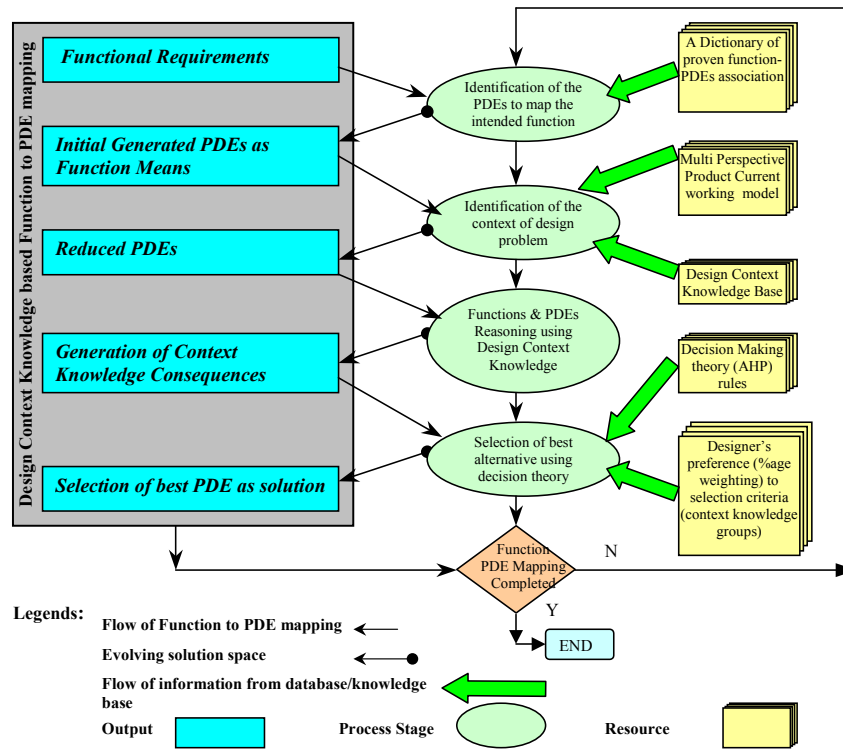 Design Context Knowledge based Function to PDE mapping
Functional Requirements
Initial Generated PDEs as
Function Means
Reduced PDEs
Generation of Context
Knowledge Consequences
Selection of best PDE as solution
Identification of the
PDEs to map the
intended function
Identification of the
context of design
problem
Functions & PDEs
Reasoning using
Design Context
Knowledge
Selection of best
alternative using
decision theory
A Dictionary of
proven function-
PDEs association
Multi Perspective
Product Current
working model
Design Context
Knowledge Base
Decision Making
theory (AHP)
rules
Designer's
preference (%age
weighting) to
selection criteria
(context knowledge
groups)
Function
PDE Mapping
Completed
N
Y
END
Legends:
Flow of Function to PDE mapping
Evolving solution space
Flow of information from database/knowledge
base
Output
Process Stage
Resource